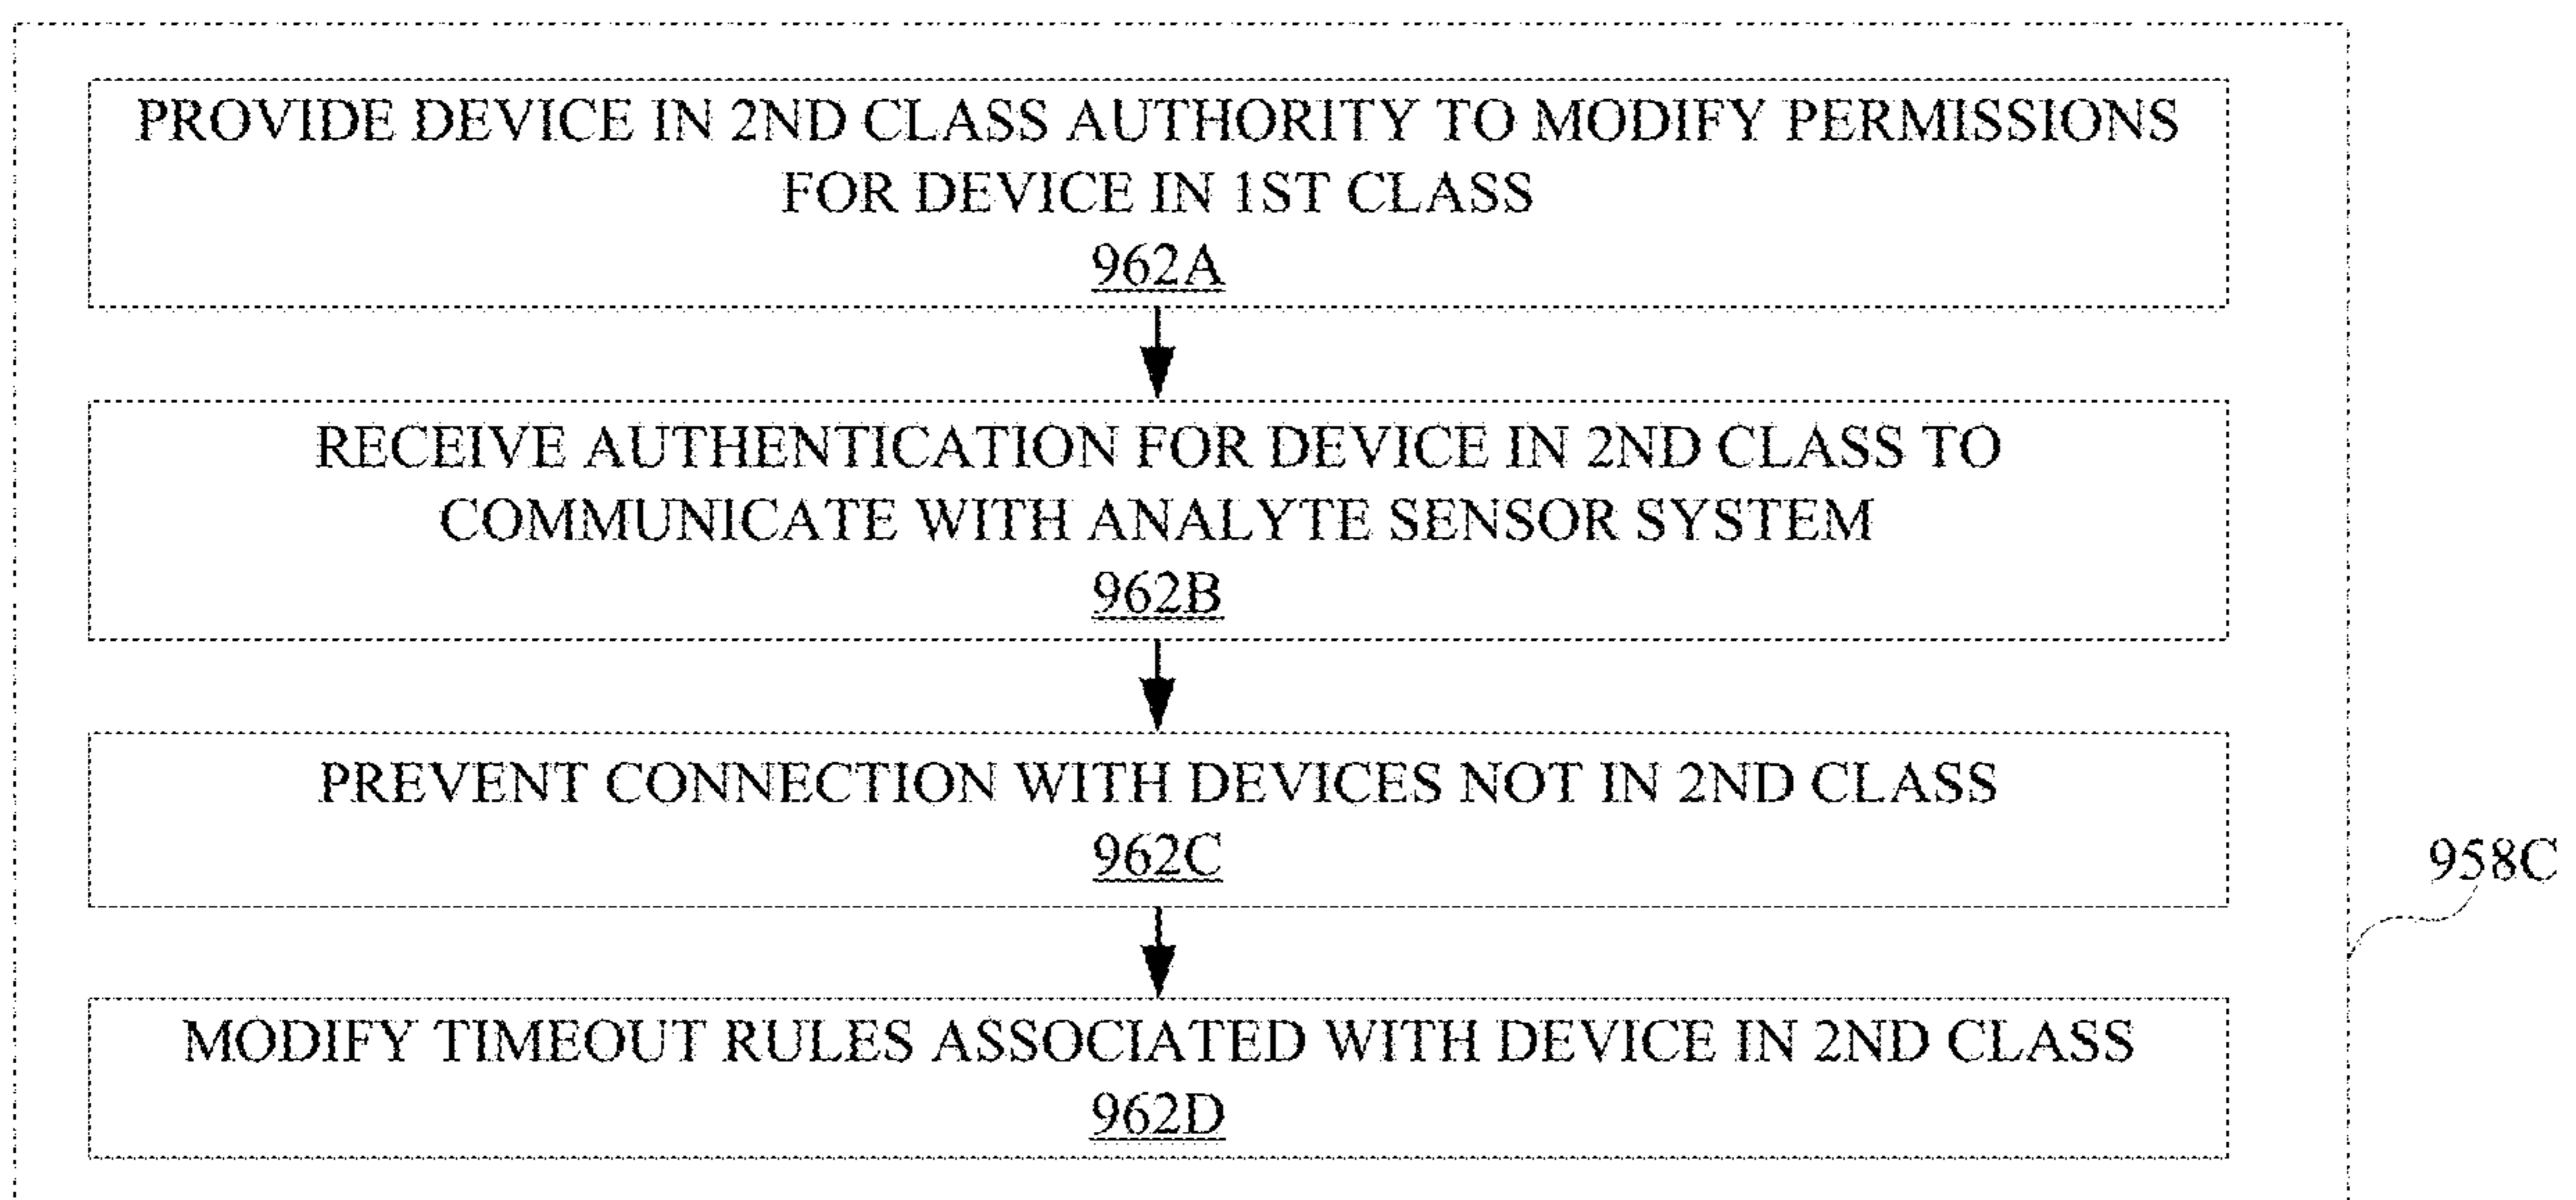 PROVIDE DEVICE IN 2ND CLASS AUTHORITY TO MODIFY PERMISSIONS
FOR DEVICE IN 1ST CLASS
962A
RECEIVE AUTHENTICATION FOR DEVICE IN 2ND CLASS TO
COMMUNICATE WITH ANALYTE SENSOR SYSTEM
962B
PREVENT CONNECTION WITH DEVICES NOT IN 2ND CLASS
962C
958C
MODIFY TIMEOUT RULES ASSOCIATED WITH DEVICE IN 2ND CLASS
962D